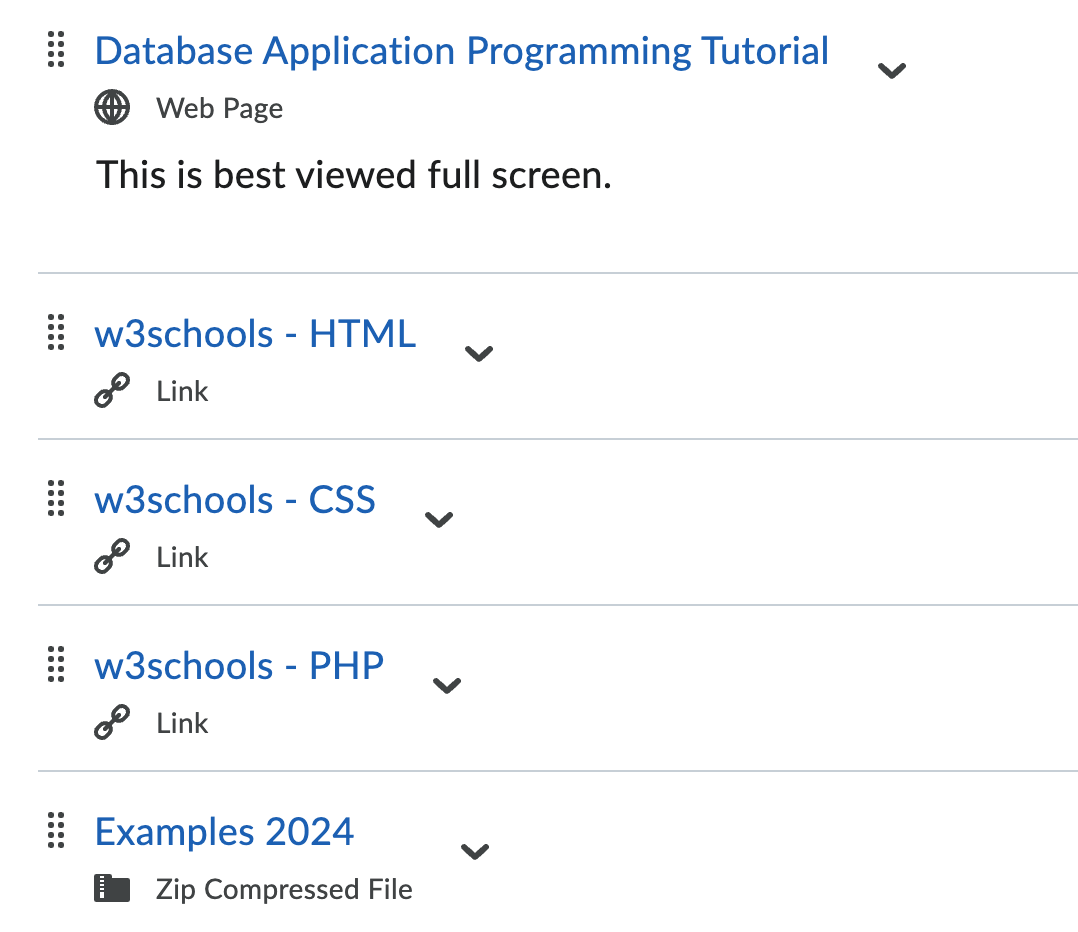 Database Application Programming Tutorial
Web Page
This is best viewed full screen.
w3schools - HTML
Link
w3schools - CSS
Link
w3schools - PHP
Link
Examples 2024
Zip Compressed File